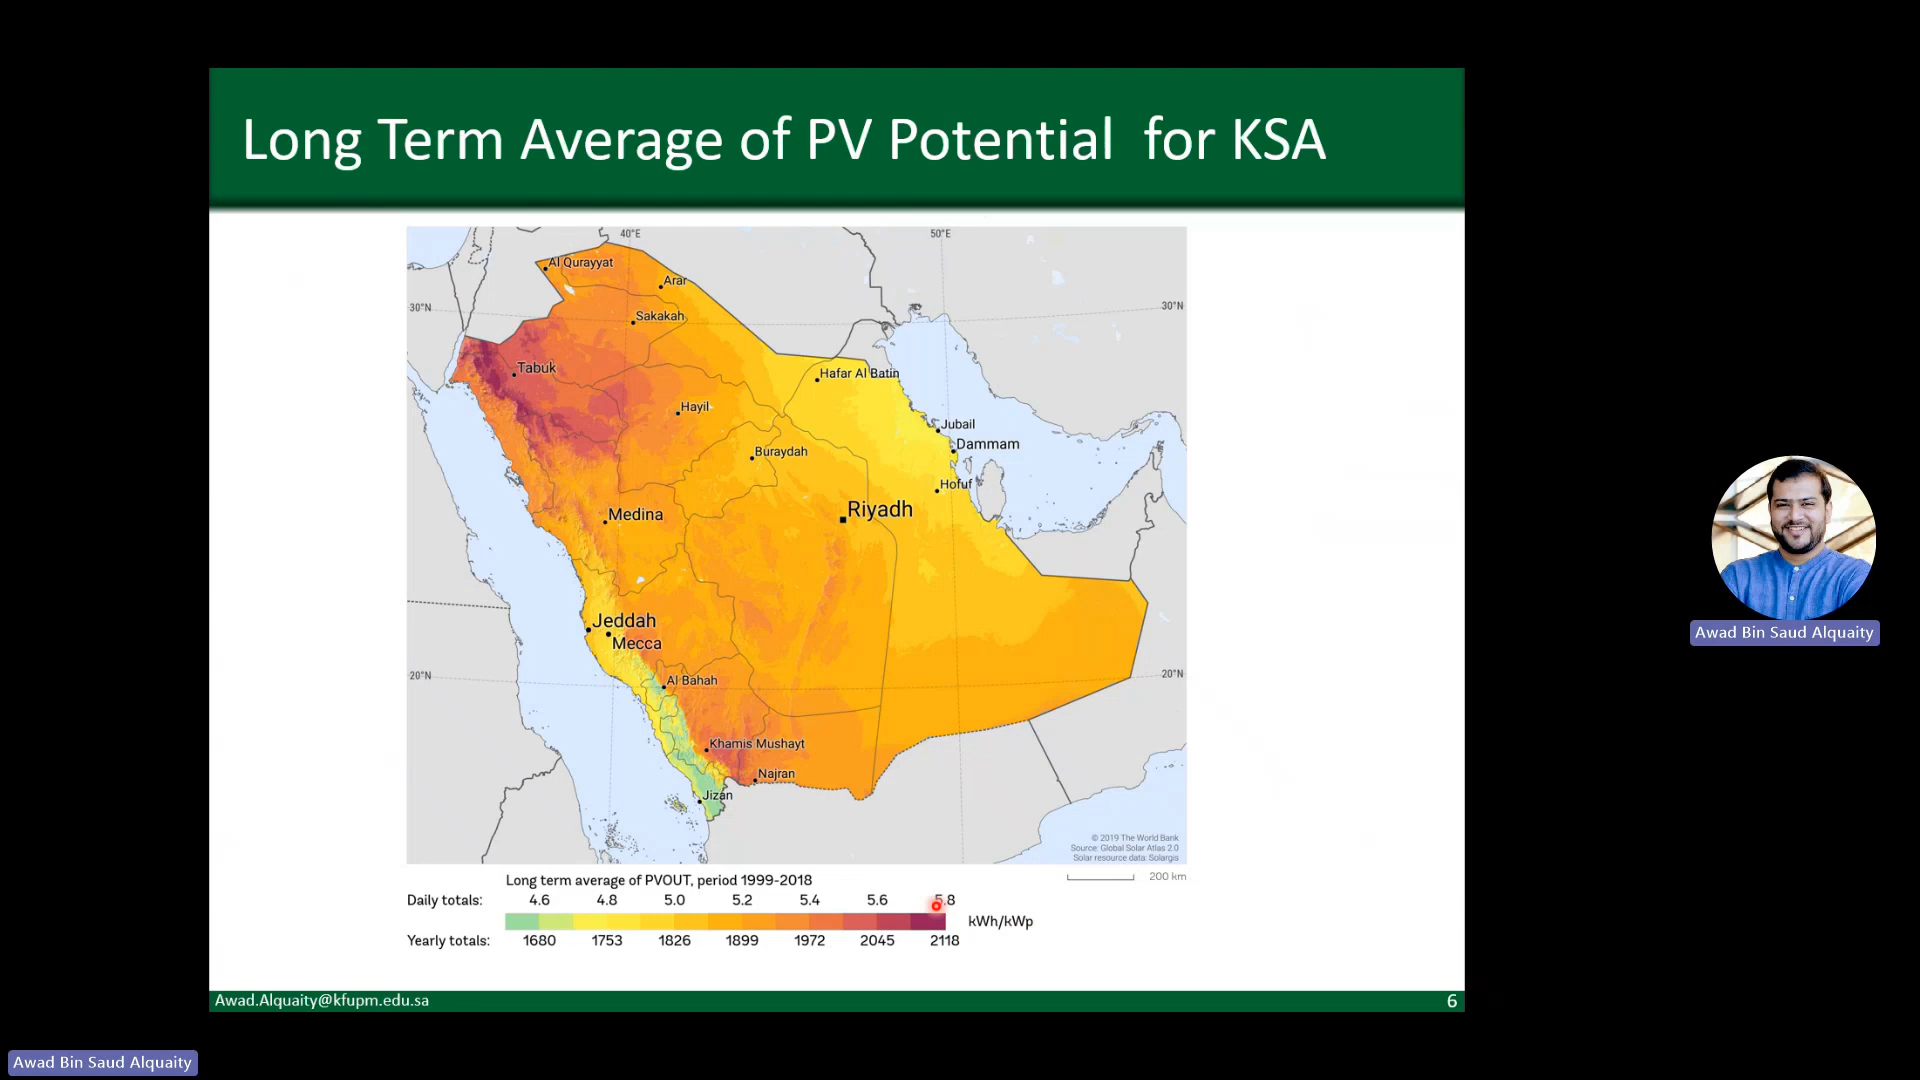 Long Term Average of PV Potential for KSA
40°E 50°E
Al Qurayyat
Arar
30°N 30°N
Sakakah
Tabuk
Hafar Al Batin
Hayil
Jubail
Dammam
Buraydah
Hofuf
Riyadh
Medina
Jeddah
Mecca
20°N 20°N
Al Bahah
Khamis Mushayt
Najran
Jizan
© 2019 The World Bank
Source: Global Solar Atlas 2.0
Solar resource data: Solargis
200 km
Long term average of PVOUT, period 1999-2018
Daily totals: 4.6 4.8 5.0 5.2 5.4 5.6 5.8
kWh/kWp
Yearly totals: 1680 1753 1826 1899 1972 2045 2118
Awad.Alquaity@kfupm.edu.sa 6
Awad Bin Saud Alquaity
Awad Bin Saud Alquaity